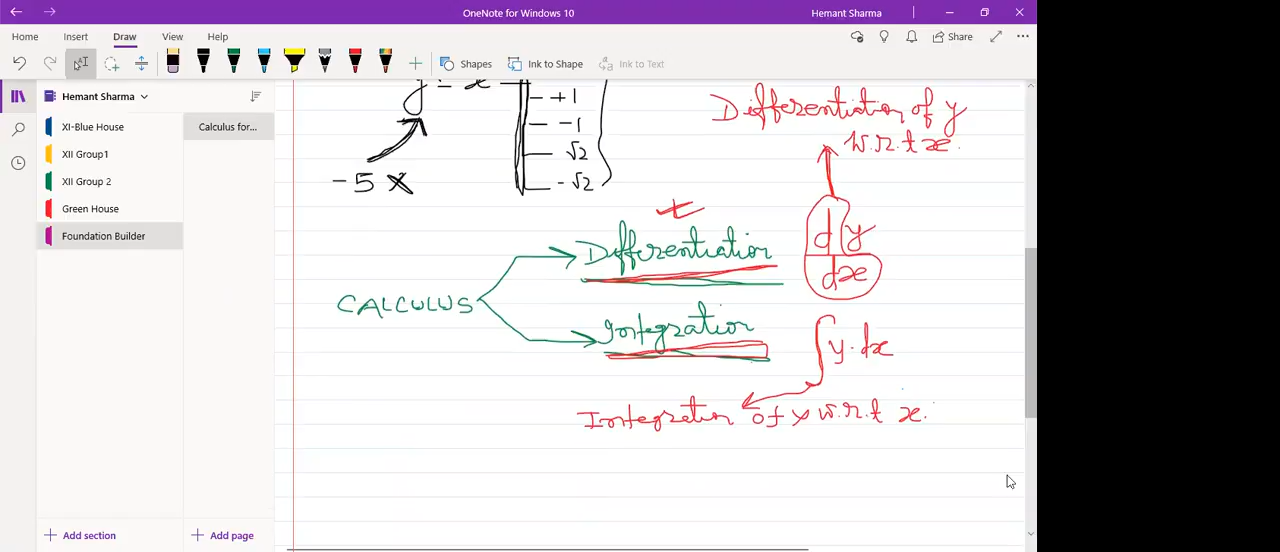 OneNote for Windows 10
Hemant Sharma
Home Insert Draw View Help
Share
Shapes Ink to Shape Ink to Text
Hemant Sharma
XI-Blue House
XII Group1
XII Group 2
Green House
Foundation Builder
Calculus for...
Add section
Add page
y = x
+1
-1
√2
-√2
-5
Differentiation of y
w.r.t x.
dy
dx
CALCULUS
Differentiation
Integration
∫ y. dx
Integration of y w.r.t x.